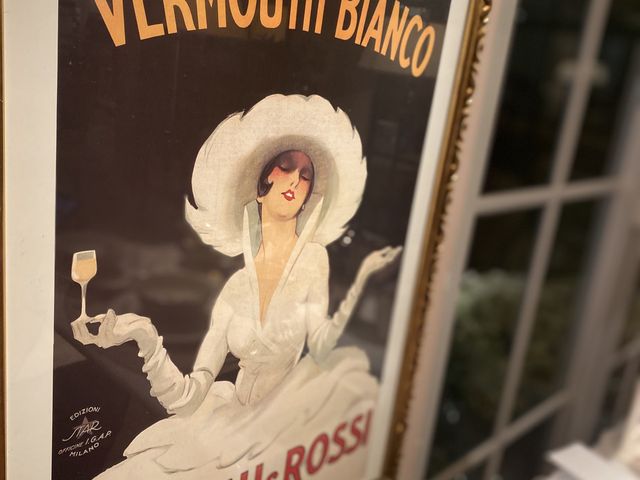 VERMOUTH BIANCO
EDIZIONI
STAR
OFFICINE I.G.A.P.
MILANO
& ROSSI